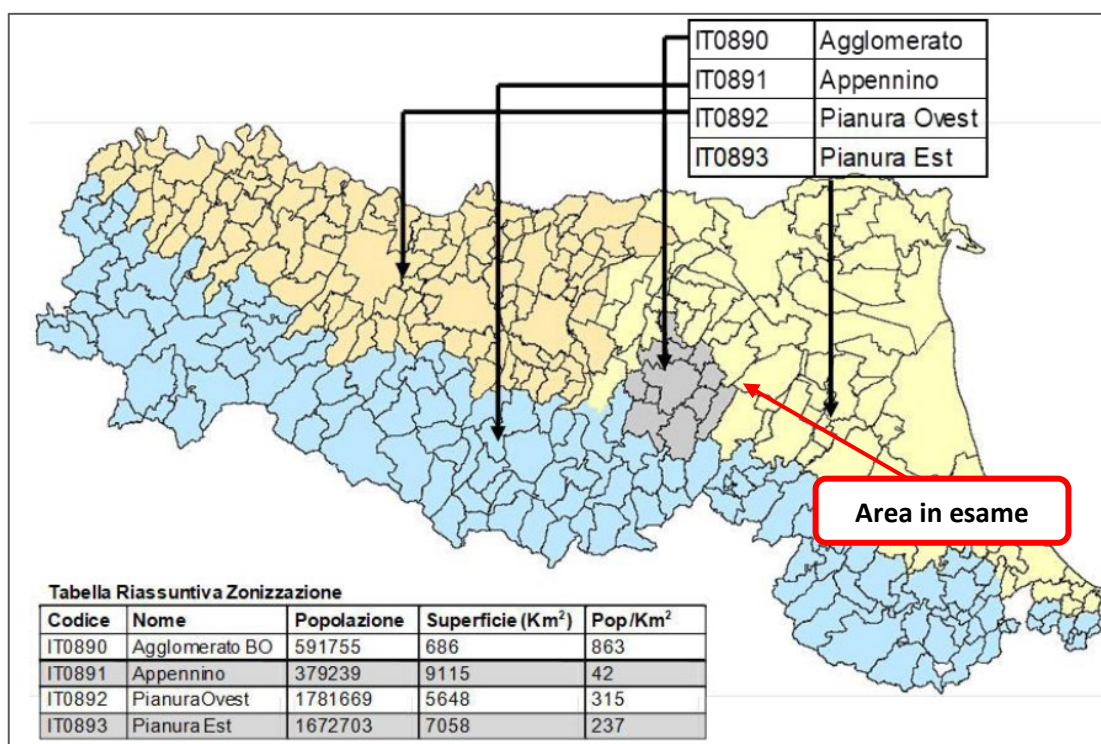 IT0890 Agglomerato
IT0891 Appennino
IT0892 Pianura Ovest
IT0893 Pianura Est
Area in esame
Tabella Riassuntiva Zonizzazione
Codice Nome Popolazione Superficie (Km²) Pop/Km²
IT0890 Agglomerato BO 591755 686 863
IT0891 Appennino 379239 9115 42
IT0892 PianuraOvest 1781669 5648 315
IT0893 Pianura Est 1672703 7058 237